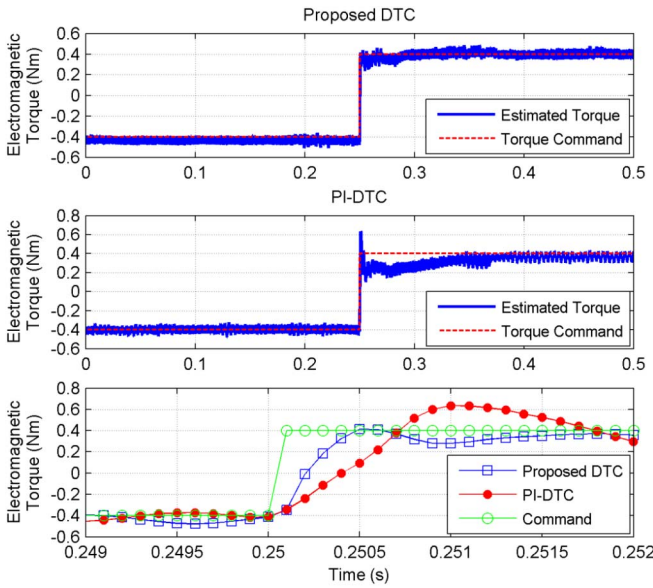 Proposed DTC
Electromagnetic
Torque (Nm)
0.6
0.4
0.2
0
-0.2
-0.4
-0.6
Estimated Torque
Torque Command
0 0.1 0.2 0.3 0.4 0.5
PI-DTC
Electromagnetic
Torque (Nm)
0.8
0.6
0.4
0.2
0
-0.2
-0.4
-0.6
Estimated Torque
Torque Command
0 0.1 0.2 0.3 0.4 0.5
Electromagnetic
Torque (Nm)
0.8
0.6
0.4
0.2
0
-0.2
-0.4
-0.6
Proposed DTC
PI-DTC
Command
0.249 0.2495 0.25 0.2505 0.251 0.2515 0.252
Time (s)